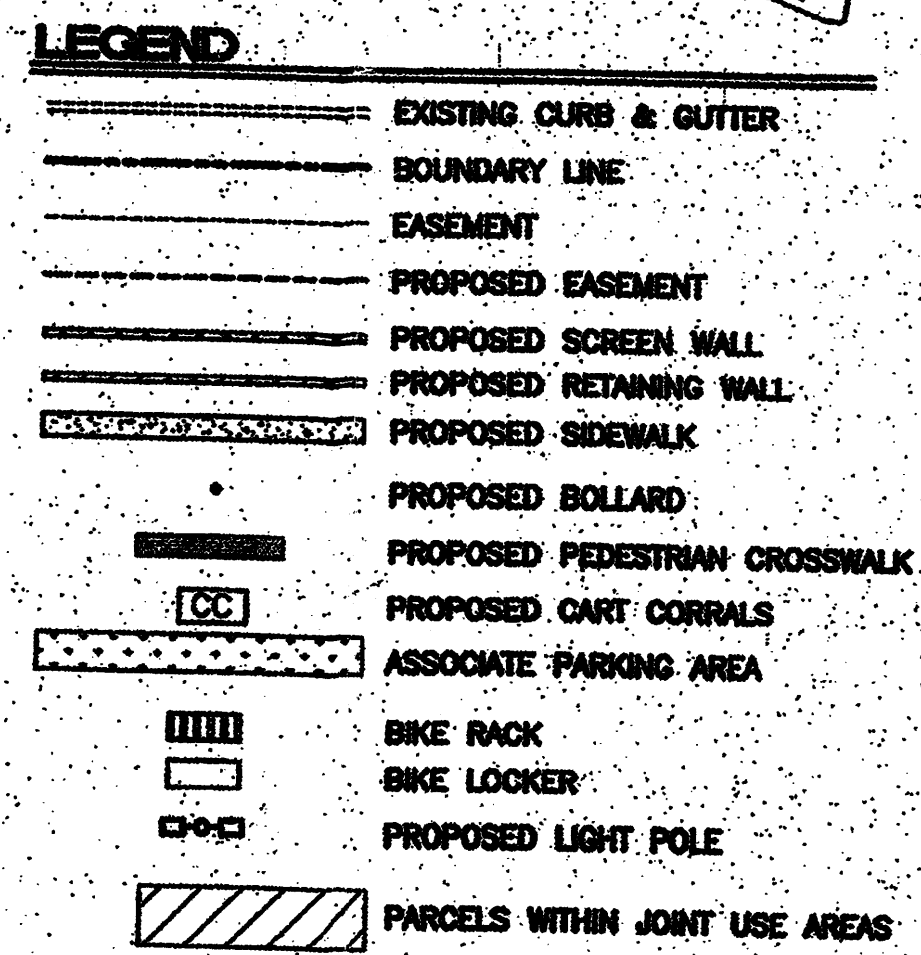 LEGEND
EXISTING CURB & GUTTER
BOUNDARY LINE
EASEMENT
PROPOSED EASEMENT
PROPOSED SCREEN WALL
PROPOSED RETAINING WALL
PROPOSED SIDEWALK
PROPOSED BOLLARD
PROPOSED PEDESTRIAN CROSSWALK
CC PROPOSED CART CORRALS
ASSOCIATE PARKING AREA
BIKE RACK
BIKE LOCKER
PROPOSED LIGHT POLE
PARCELS WITHIN JOINT USE AREAS